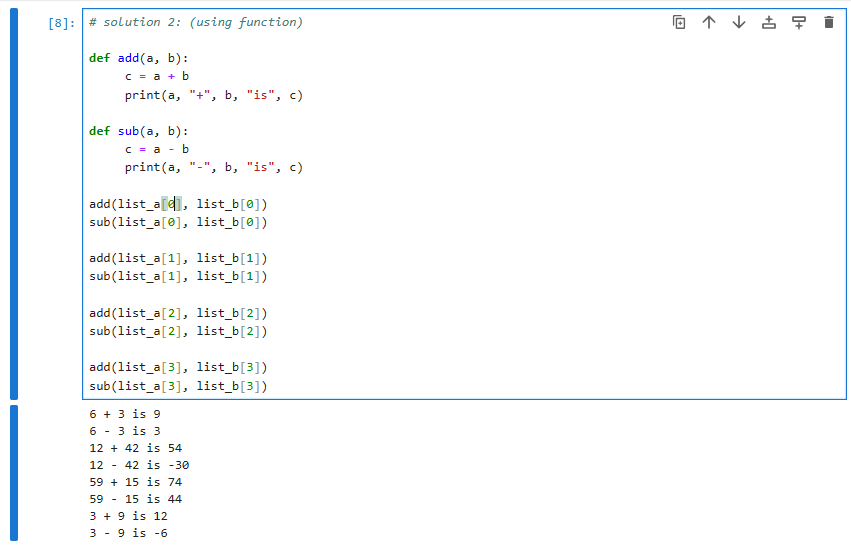 [8]: # solution 2: (using function)
def add(a, b):
     c = a + b
     print(a, "+", b, "is", c)
def sub(a, b):
     c = a - b
     print(a, "-", b, "is", c)
add(list_a[0], list_b[0])
sub(list_a[0], list_b[0])
add(list_a[1], list_b[1])
sub(list_a[1], list_b[1])
add(list_a[2], list_b[2])
sub(list_a[2], list_b[2])
add(list_a[3], list_b[3])
sub(list_a[3], list_b[3])
6 + 3 is 9
6 - 3 is 3
12 + 42 is 54
12 - 42 is -30
59 + 15 is 74
59 - 15 is 44
3 + 9 is 12
3 - 9 is -6